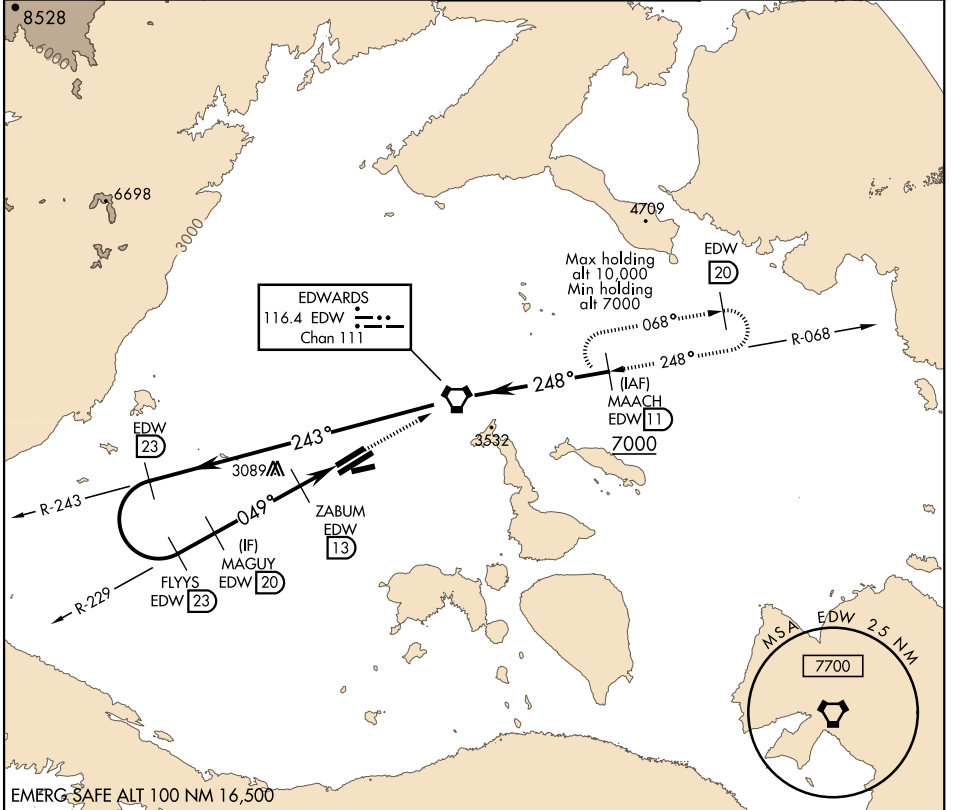 8528
6000
6698
3000
4709
Max holding
alt 10,000
Min holding
alt 7000
EDW
20
EDWARDS
116.4 EDW
Chan 111
068°
248°
R-068
248°
(IAF)
MAACH
EDW 11
7000
3532
EDW
23
243°
3089
R-243
049°
ZABUM
EDW
13
(IF)
MAGUY
EDW 20
FLYYS
EDW 23
R-229
MSA EDW 25 NM
7700
EMERG SAFE ALT 100 NM 16,500